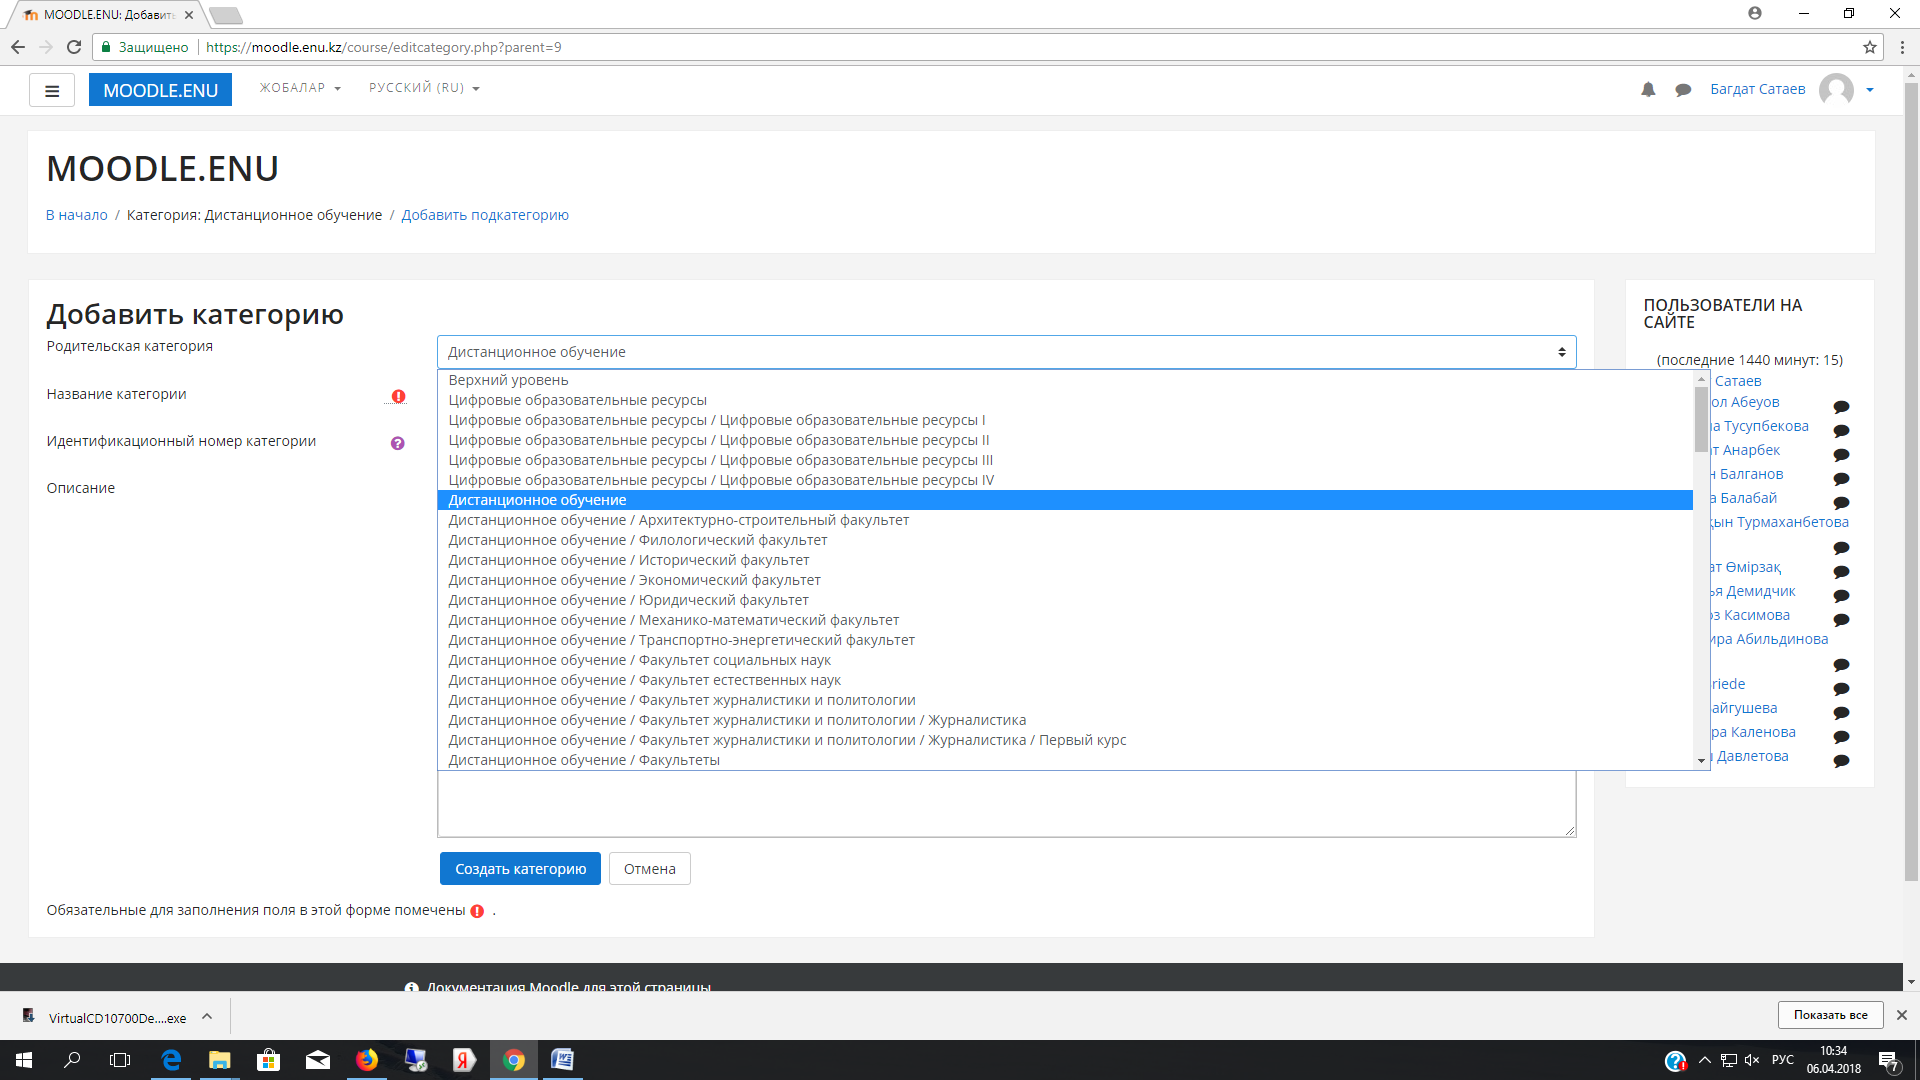 MOODLE.ENU: Добавить
Защищено https://moodle.enu.kz/course/editcategory.php?parent=9
MOODLE.ENU ЖОБАЛАР РУССКИЙ (RU) Багдат Сатаев
MOODLE.ENU
В начало / Категория: Дистанционное обучение / Добавить подкатегорию
Добавить категорию
Родительская категория
Дистанционное обучение
Название категории
Идентификационный номер категории
Описание
Верхний уровень
Цифровые образовательные ресурсы
Цифровые образовательные ресурсы / Цифровые образовательные ресурсы I
Цифровые образовательные ресурсы / Цифровые образовательные ресурсы II
Цифровые образовательные ресурсы / Цифровые образовательные ресурсы III
Цифровые образовательные ресурсы / Цифровые образовательные ресурсы IV
Дистанционное обучение
Дистанционное обучение / Архитектурно-строительный факультет
Дистанционное обучение / Филологический факультет
Дистанционное обучение / Исторический факультет
Дистанционное обучение / Экономический факультет
Дистанционное обучение / Юридический факультет
Дистанционное обучение / Механико-математический факультет
Дистанционное обучение / Транспортно-энергетический факультет
Дистанционное обучение / Факультет социальных наук
Дистанционное обучение / Факультет естественных наук
Дистанционное обучение / Факультет журналистики и политологии
Дистанционное обучение / Факультет журналистики и политологии / Журналистика
Дистанционное обучение / Факультет журналистики и политологии / Журналистика / Первый курс
Дистанционное обучение / Факультеты
Создать категорию Отмена
Обязательные для заполнения поля в этой форме помечены .
ПОЛЬЗОВАТЕЛИ НА
САЙТЕ
(последние 1440 минут: 15)
Сатаев
ол Абеуов
а Тусупбекова
т Анарбек
н Балганов
а Балабай
қын Турмаханбетова
ат Өмірзақ
ья Демидчик
оз Касимова
ира Абильдинова
riede
айгушева
ра Каленова
Давлетова
Документация Moodle для этой страницы
VirtualCD10700De....exe
Показать все
РУС
10:34
06.04.2018
7